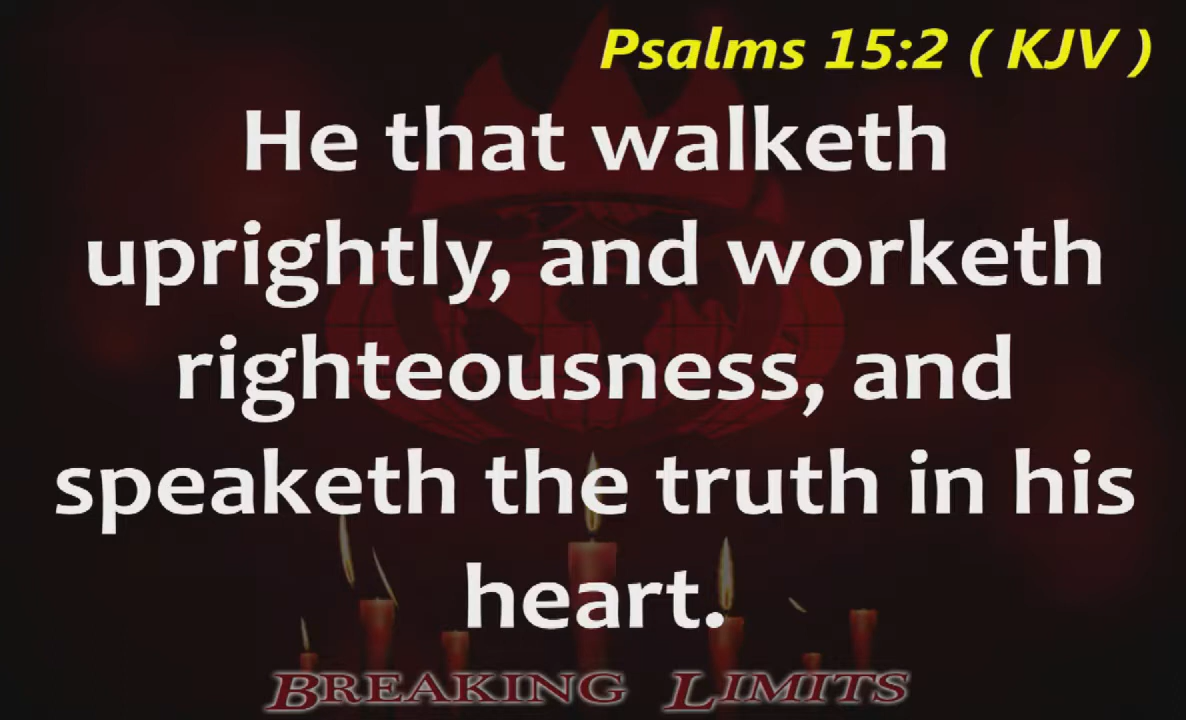 Psalms 15:2 ( KJV )
He that walketh
uprightly, and worketh
righteousness, and
speaketh the truth in his
heart.
BREAKING LIMITS